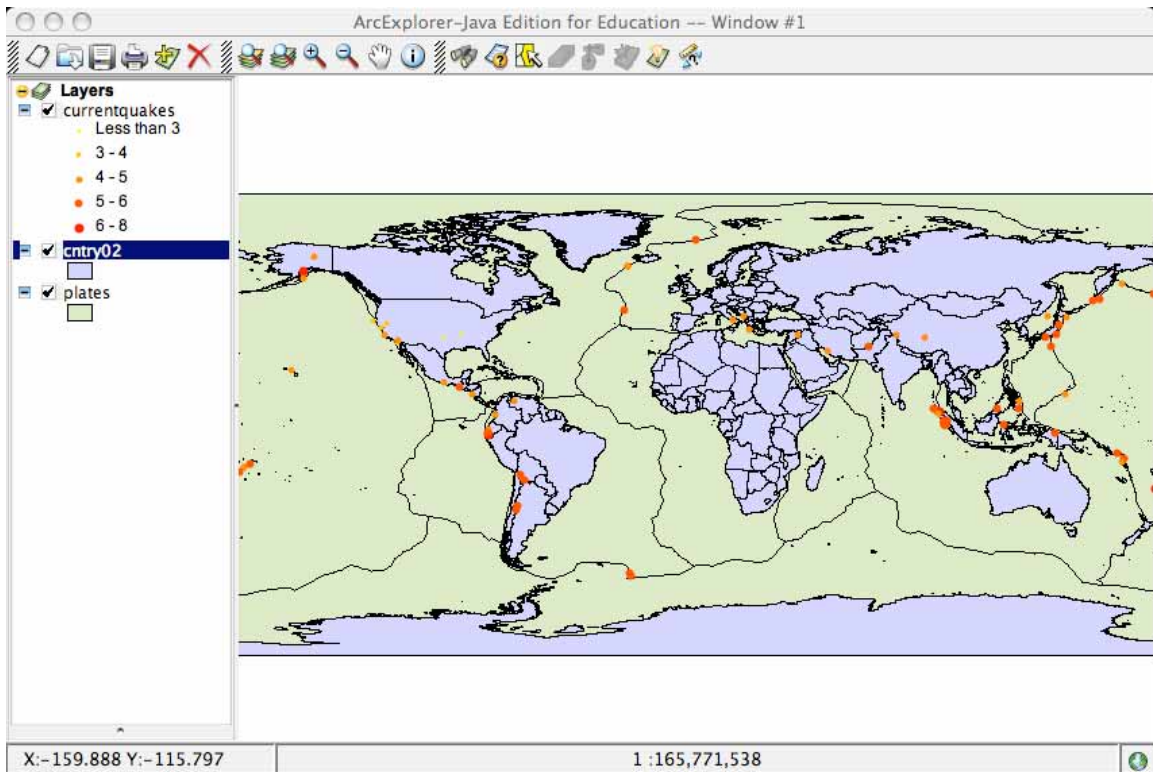 ArcExplorer-Java Edition for Education -- Window #1
Layers
currentquakes
Less than 3
3 - 4
4 - 5
5 - 6
6 - 8
cntry02
plates
X:-159.888 Y:-115.797
1 :165,771,538